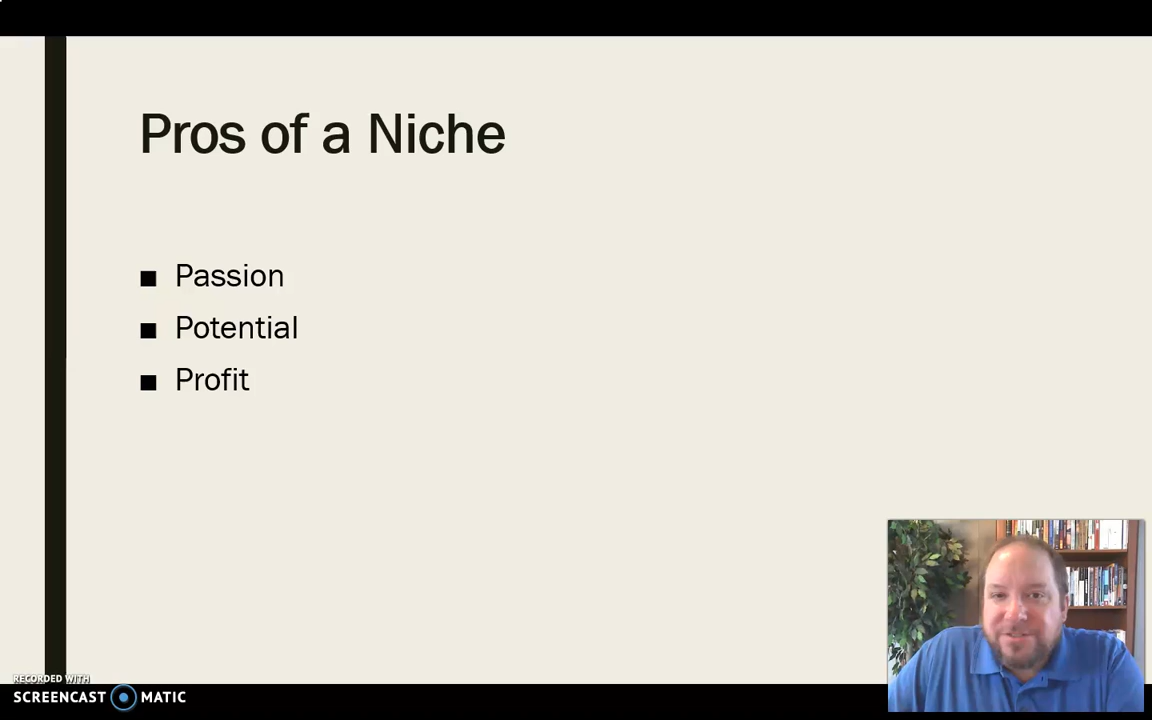 Pros of a Niche
■ Passion
■ Potential
■ Profit
RECORDED WITH
SCREENCAST MATIC